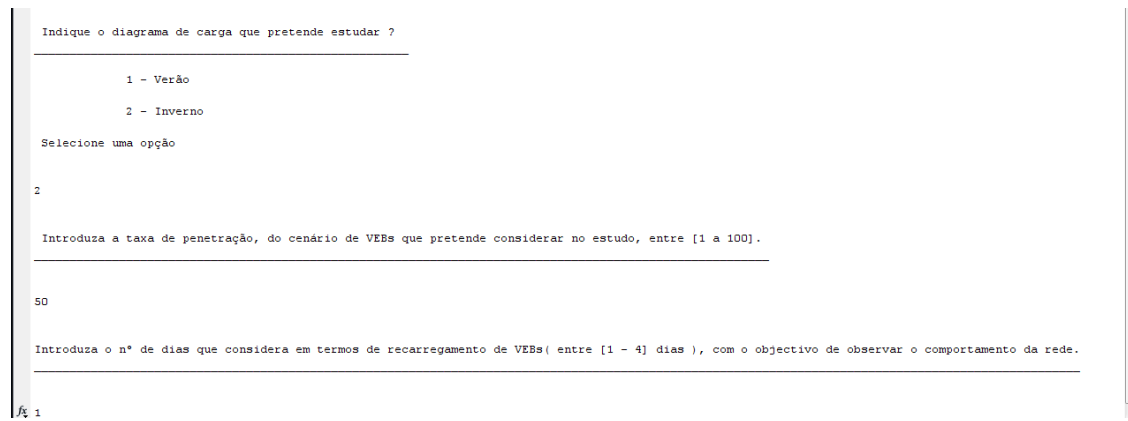 Indique o diagrama de carga que pretende estudar ?
1 - Verão
2 - Inverno
Selecione uma opção
2
Introduza a taxa de penetração, do cenário de VEBs que pretende considerar no estudo, entre [1 a 100].
50
Introduza o n° de dias que considera em termos de recarregamento de VEBs( entre [1 - 4] dias ), com o objectivo de observar o comportamento da rede.
fx 1